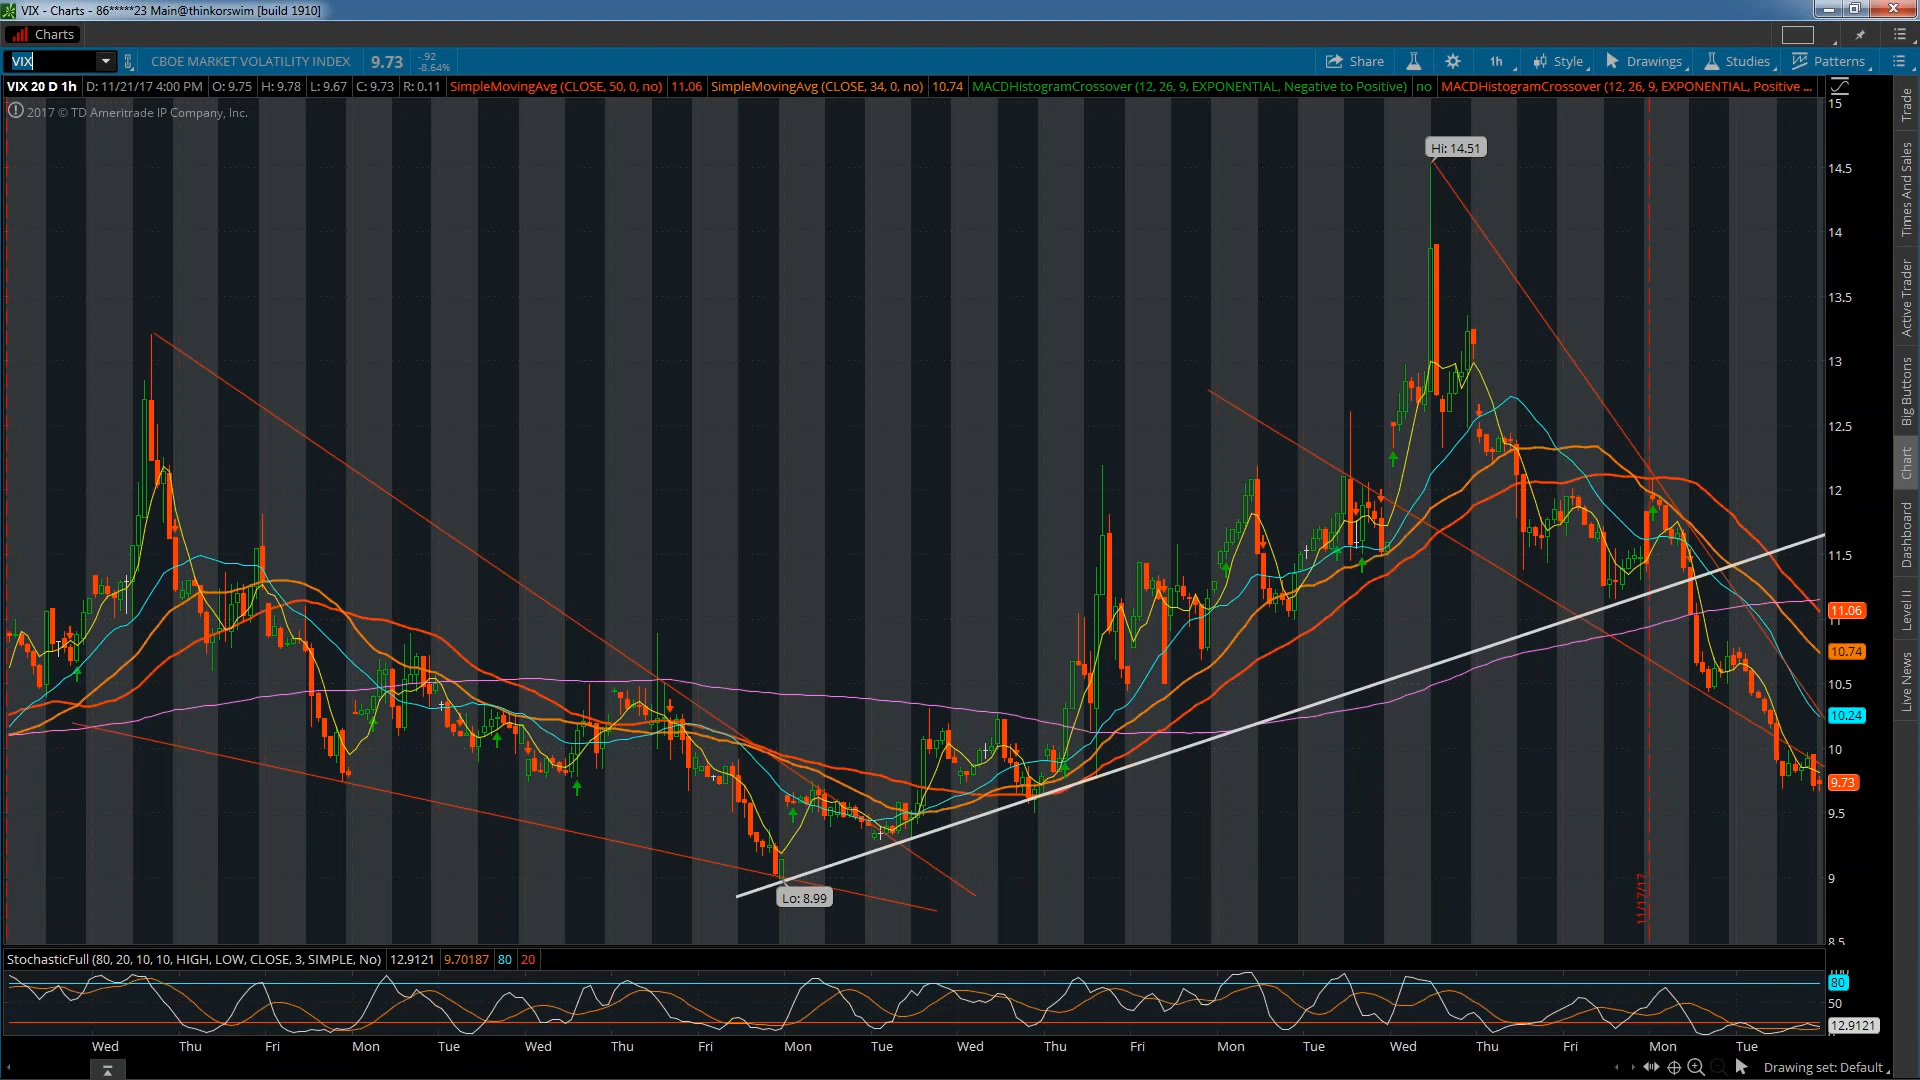 VIX - Charts - 86*****23 Main@thinkorswim [build 1910]
Charts
VIX CBOE MARKET VOLATILITY INDEX 9.73 -.92 -8.64% Share 1h Style Drawings Studies Patterns
VIX 20 D 1h D: 11/21/17 4:00 PM O: 9.75 H: 9.78 L: 9.67 C: 9.73 R: 0.11 SimpleMovingAvg (CLOSE, 50, 0, no) 11.06 SimpleMovingAvg (CLOSE, 34, 0, no) 10.74 MACDHistogramCrossover (12, 26, 9, EXPONENTIAL, Negative to Positive) no MACDHistogramCrossover (12, 26, 9, EXPONENTIAL, Positive ...
2017 © TD Ameritrade IP Company, Inc.
15
Hi: 14.51
14.5
14
13.5
13
12.5
12
11.5
11.06
11
10.74
10.5
10.24
10
9.73
9.5
9
Lo: 8.99
11/17/17
8.5
Trade
Times And Sales
Active Trader
Big Buttons
Chart
Dashboard
Level II
Live News
StochasticFull (80, 20, 10, 10, HIGH, LOW, CLOSE, 3, SIMPLE, No) 12.9121 9.70187 80 20
100
80
50
12.9121
Wed Thu Fri Mon Tue Wed Thu Fri Mon Tue Wed Thu Fri Mon Tue Wed Thu Fri Mon Tue
Drawing set: Default